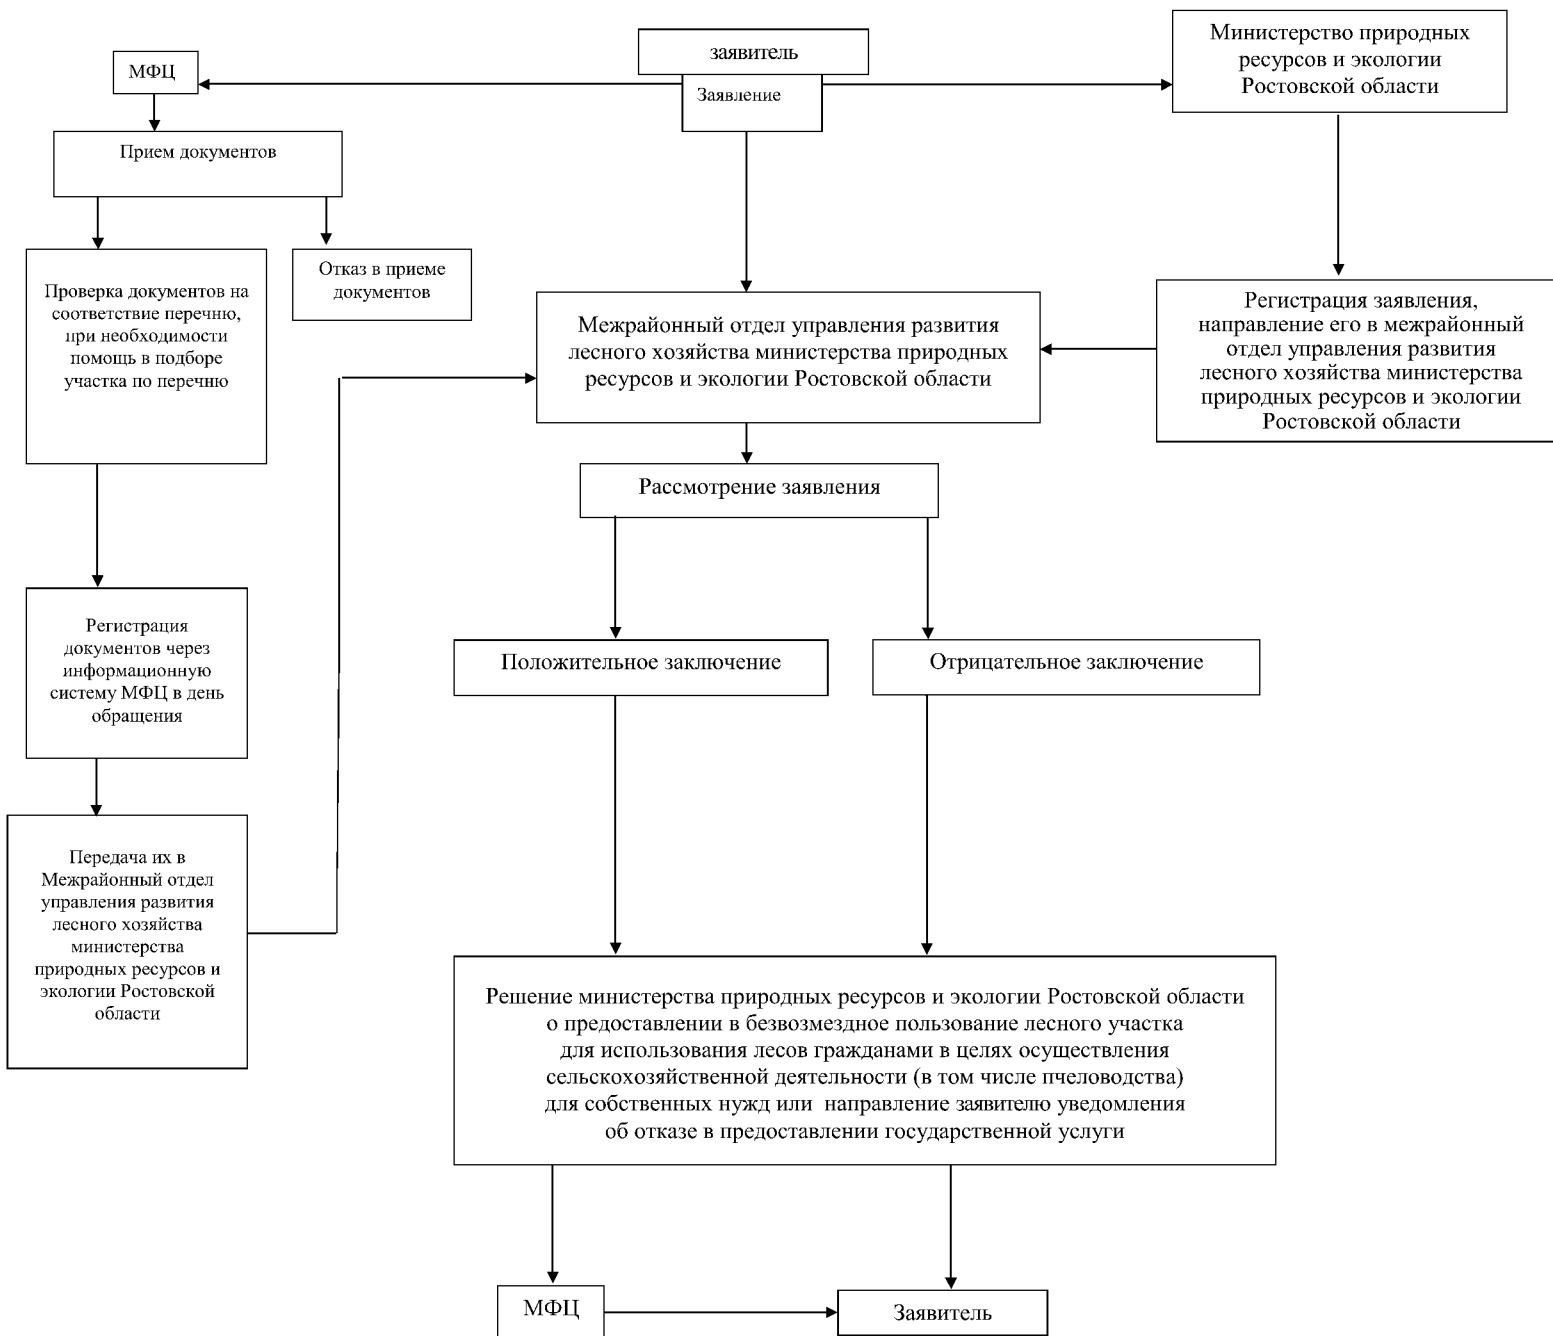 заявитель
Заявление
МФЦ
Министерство природных
ресурсов и экологии
Ростовской области
Прием документов
Проверка документов на
соответствие перечню,
при необходимости
помощь в подборе
участка по перечню
Отказ в приеме
документов
Межрайонный отдел управления развития
лесного хозяйства министерства природных
ресурсов и экологии Ростовской области
Регистрация заявления,
направление его в межрайонный
отдел управления развития
лесного хозяйства министерства
природных ресурсов и экологии
Ростовской области
Рассмотрение заявления
Регистрация
документов через
информационную
систему МФЦ в день
обращения
Положительное заключение
Отрицательное заключение
Передача их в
Межрайонный отдел
управления развития
лесного хозяйства
министерства
природных ресурсов и
экологии Ростовской
области
Решение министерства природных ресурсов и экологии Ростовской области
о предоставлении в безвозмездное пользование лесного участка
для использования лесов гражданами в целях осуществления
сельскохозяйственной деятельности (в том числе пчеловодства)
для собственных нужд или направление заявителю уведомления
об отказе в предоставлении государственной услуги
МФЦ
Заявитель